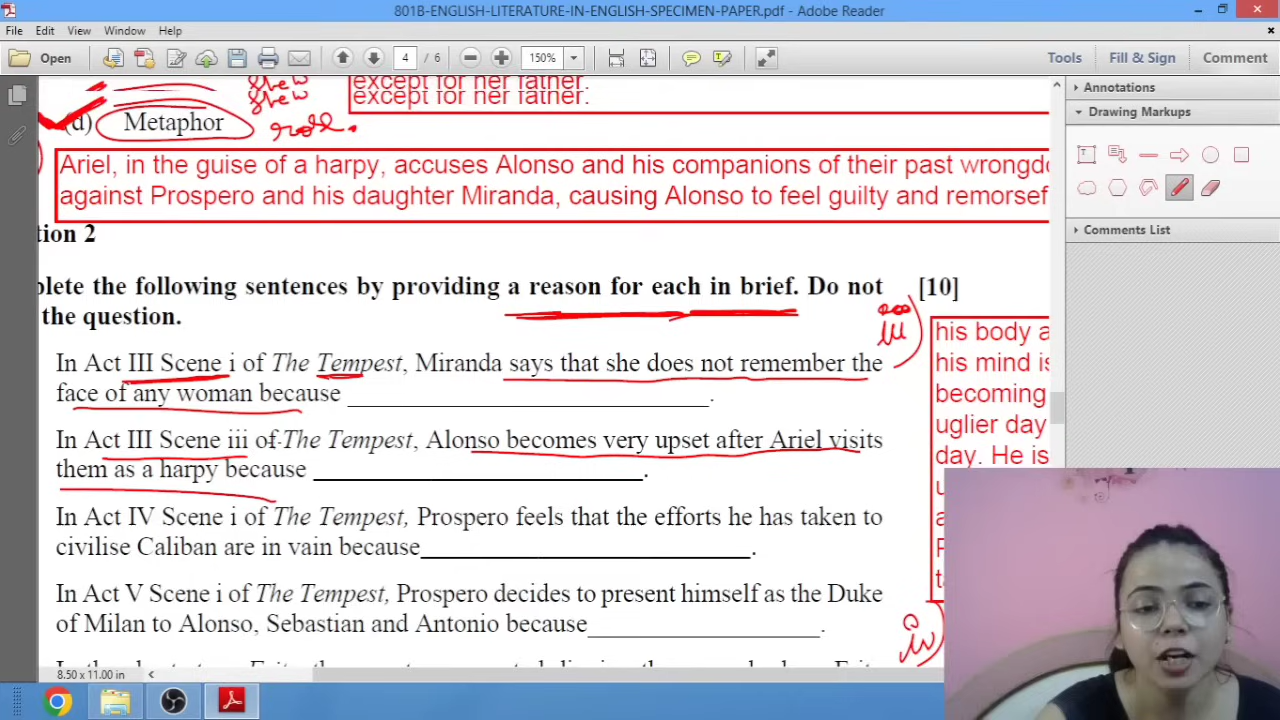 801B-ENGLISH-LITERATURE-IN-ENGLISH-SPECIMEN-PAPER.pdf - Adobe Reader
File Edit View Window Help
Open 4 / 6 150% Tools Fill & Sign Comment
except for her father.
except for her father.
(d) Metaphor
Ariel, in the guise of a harpy, accuses Alonso and his companions of their past wrongdo
against Prospero and his daughter Miranda, causing Alonso to feel guilty and remorsef
tion 2
plete the following sentences by providing a reason for each in brief. Do not [10]
the question.
In Act III Scene i of The Tempest, Miranda says that she does not remember the
face of any woman because ______.
In Act III Scene iii of The Tempest, Alonso becomes very upset after Ariel visits
them as a harpy because ______.
In Act IV Scene i of The Tempest, Prospero feels that the efforts he has taken to
civilise Caliban are in vain because______.
In Act V Scene i of The Tempest, Prospero decides to present himself as the Duke
of Milan to Alonso, Sebastian and Antonio because______.
iii
his body a
his mind is
becoming
uglier day
day. He is
iv
Annotations
Drawing Markups
Comments List
8.50 x 11.00 in